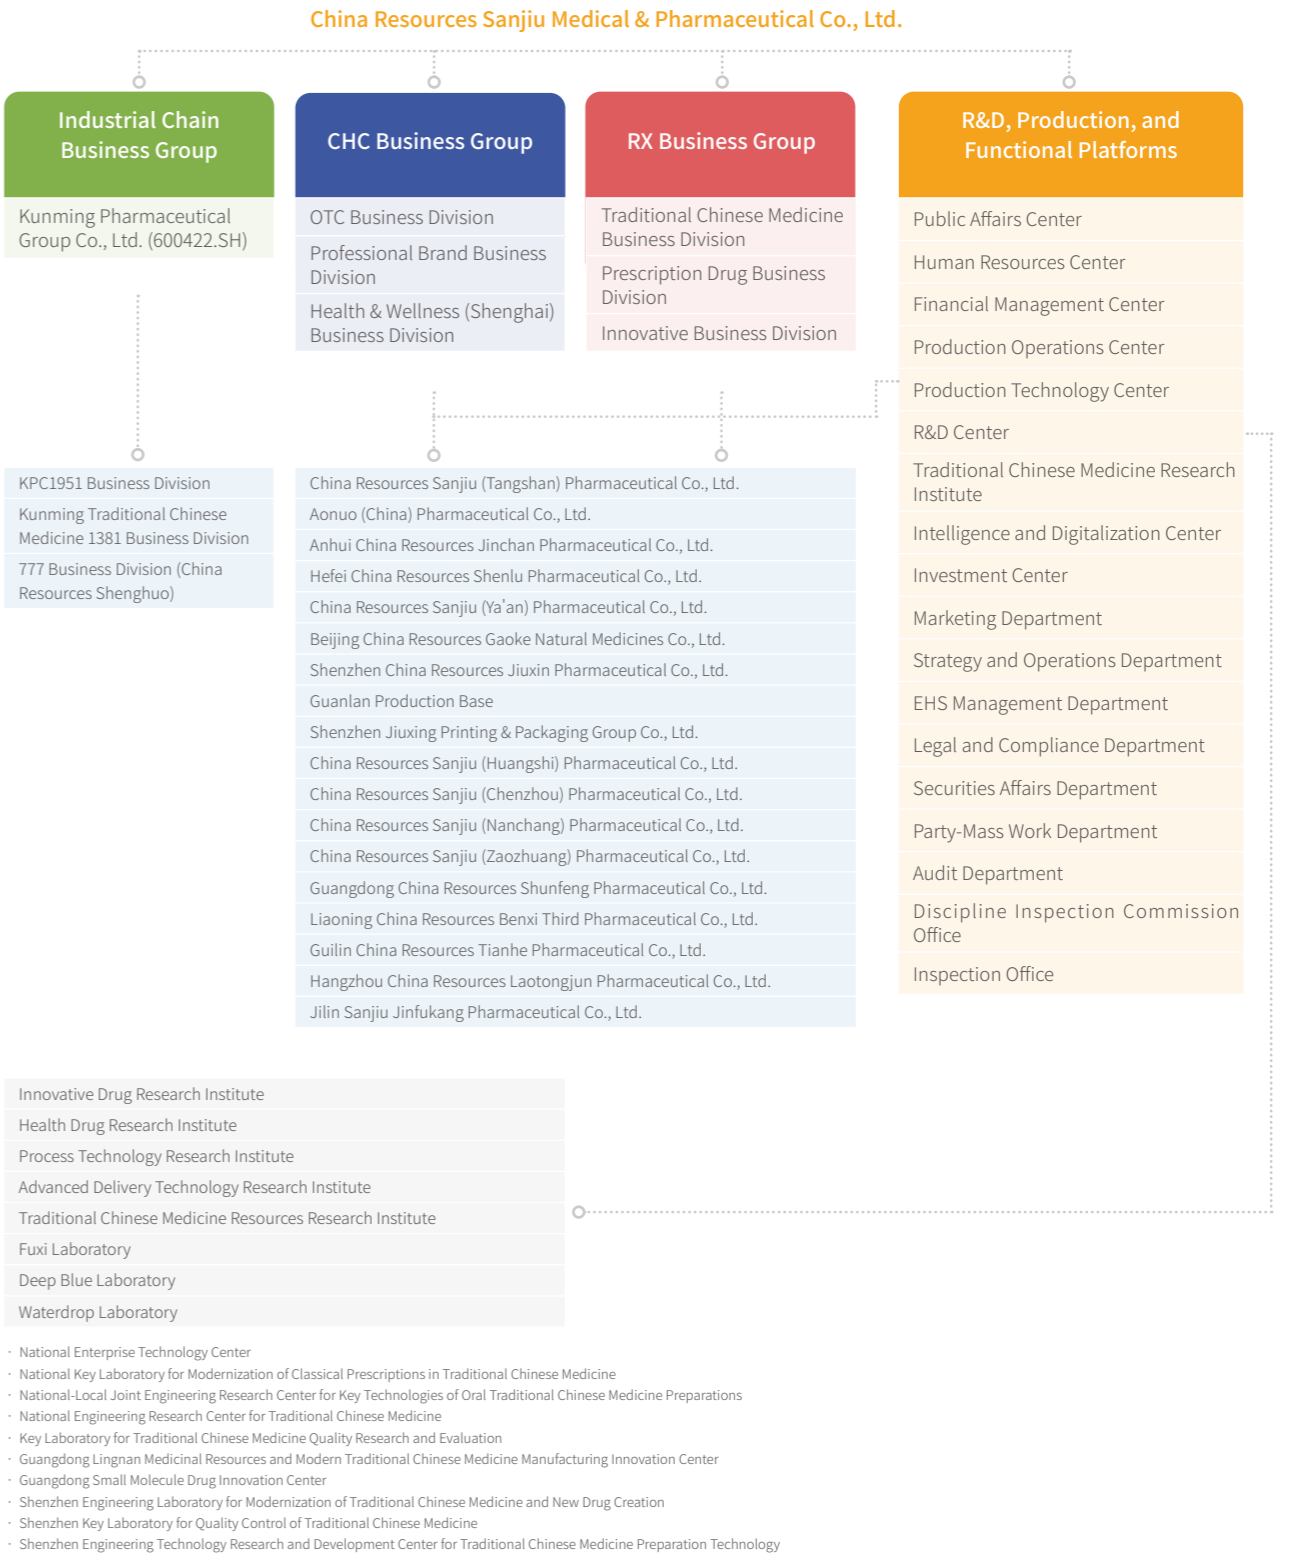 China Resources Sanjiu Medical & Pharmaceutical Co., Ltd.
Industrial Chain
Business Group
Kunming Pharmaceutical
Group Co., Ltd. (600422.SH)
KPC1951 Business Division
Kunming Traditional Chinese
Medicine 1381 Business Division
777 Business Division (China
Resources Shenghuo)
CHC Business Group
OTC Business Division
Professional Brand Business
Division
Health & Wellness (Shenghai)
Business Division
RX Business Group
Traditional Chinese Medicine
Business Division
Prescription Drug Business
Division
Innovative Business Division
China Resources Sanjiu (Tangshan) Pharmaceutical Co., Ltd.
Aonuo (China) Pharmaceutical Co., Ltd.
Anhui China Resources Jinchan Pharmaceutical Co., Ltd.
Hefei China Resources Shenlu Pharmaceutical Co., Ltd.
China Resources Sanjiu (Ya'an) Pharmaceutical Co., Ltd.
Beijing China Resources Gaoke Natural Medicines Co., Ltd.
Shenzhen China Resources Jiuxin Pharmaceutical Co., Ltd.
Guanlan Production Base
Shenzhen Jiuxing Printing & Packaging Group Co., Ltd.
China Resources Sanjiu (Huangshi) Pharmaceutical Co., Ltd.
China Resources Sanjiu (Chenzhou) Pharmaceutical Co., Ltd.
China Resources Sanjiu (Nanchang) Pharmaceutical Co., Ltd.
China Resources Sanjiu (Zaozhuang) Pharmaceutical Co., Ltd.
Guangdong China Resources Shunfeng Pharmaceutical Co., Ltd.
Liaoning China Resources Benxi Third Pharmaceutical Co., Ltd.
Guilin China Resources Tianhe Pharmaceutical Co., Ltd.
Hangzhou China Resources Laotongjun Pharmaceutical Co., Ltd.
Jilin Sanjiu Jinfukang Pharmaceutical Co., Ltd.
R&D, Production, and
Functional Platforms
Public Affairs Center
Human Resources Center
Financial Management Center
Production Operations Center
Production Technology Center
R&D Center
Traditional Chinese Medicine Research
Institute
Intelligence and Digitalization Center
Investment Center
Marketing Department
Strategy and Operations Department
EHS Management Department
Legal and Compliance Department
Securities Affairs Department
Party-Mass Work Department
Audit Department
Discipline Inspection Commission
Office
Inspection Office
Innovative Drug Research Institute
Health Drug Research Institute
Process Technology Research Institute
Advanced Delivery Technology Research Institute
Traditional Chinese Medicine Resources Research Institute
Fuxi Laboratory
Deep Blue Laboratory
Waterdrop Laboratory
· National Enterprise Technology Center
· National Key Laboratory for Modernization of Classical Prescriptions in Traditional Chinese Medicine
· National-Local Joint Engineering Research Center for Key Technologies of Oral Traditional Chinese Medicine Preparations
· National Engineering Research Center for Traditional Chinese Medicine
· Key Laboratory for Traditional Chinese Medicine Quality Research and Evaluation
· Guangdong Lingnan Medicinal Resources and Modern Traditional Chinese Medicine Manufacturing Innovation Center
· Guangdong Small Molecule Drug Innovation Center
· Shenzhen Engineering Laboratory for Modernization of Traditional Chinese Medicine and New Drug Creation
· Shenzhen Key Laboratory for Quality Control of Traditional Chinese Medicine
· Shenzhen Engineering Technology Research and Development Center for Traditional Chinese Medicine Preparation Technology